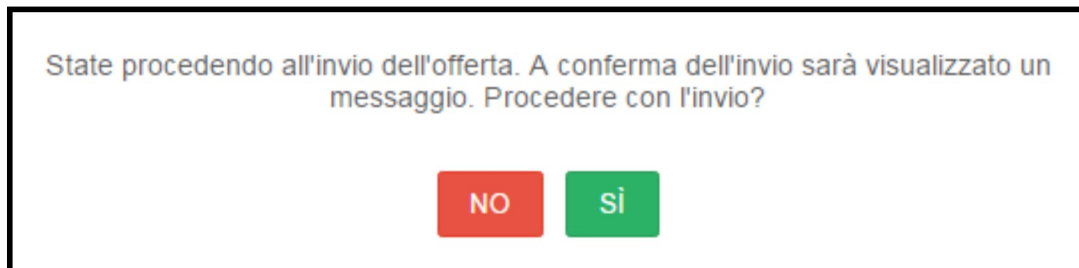 State procedendo all'invio dell'offerta. A conferma dell'invio sarà visualizzato un
messaggio. Procedere con l'invio?
NO SÌ